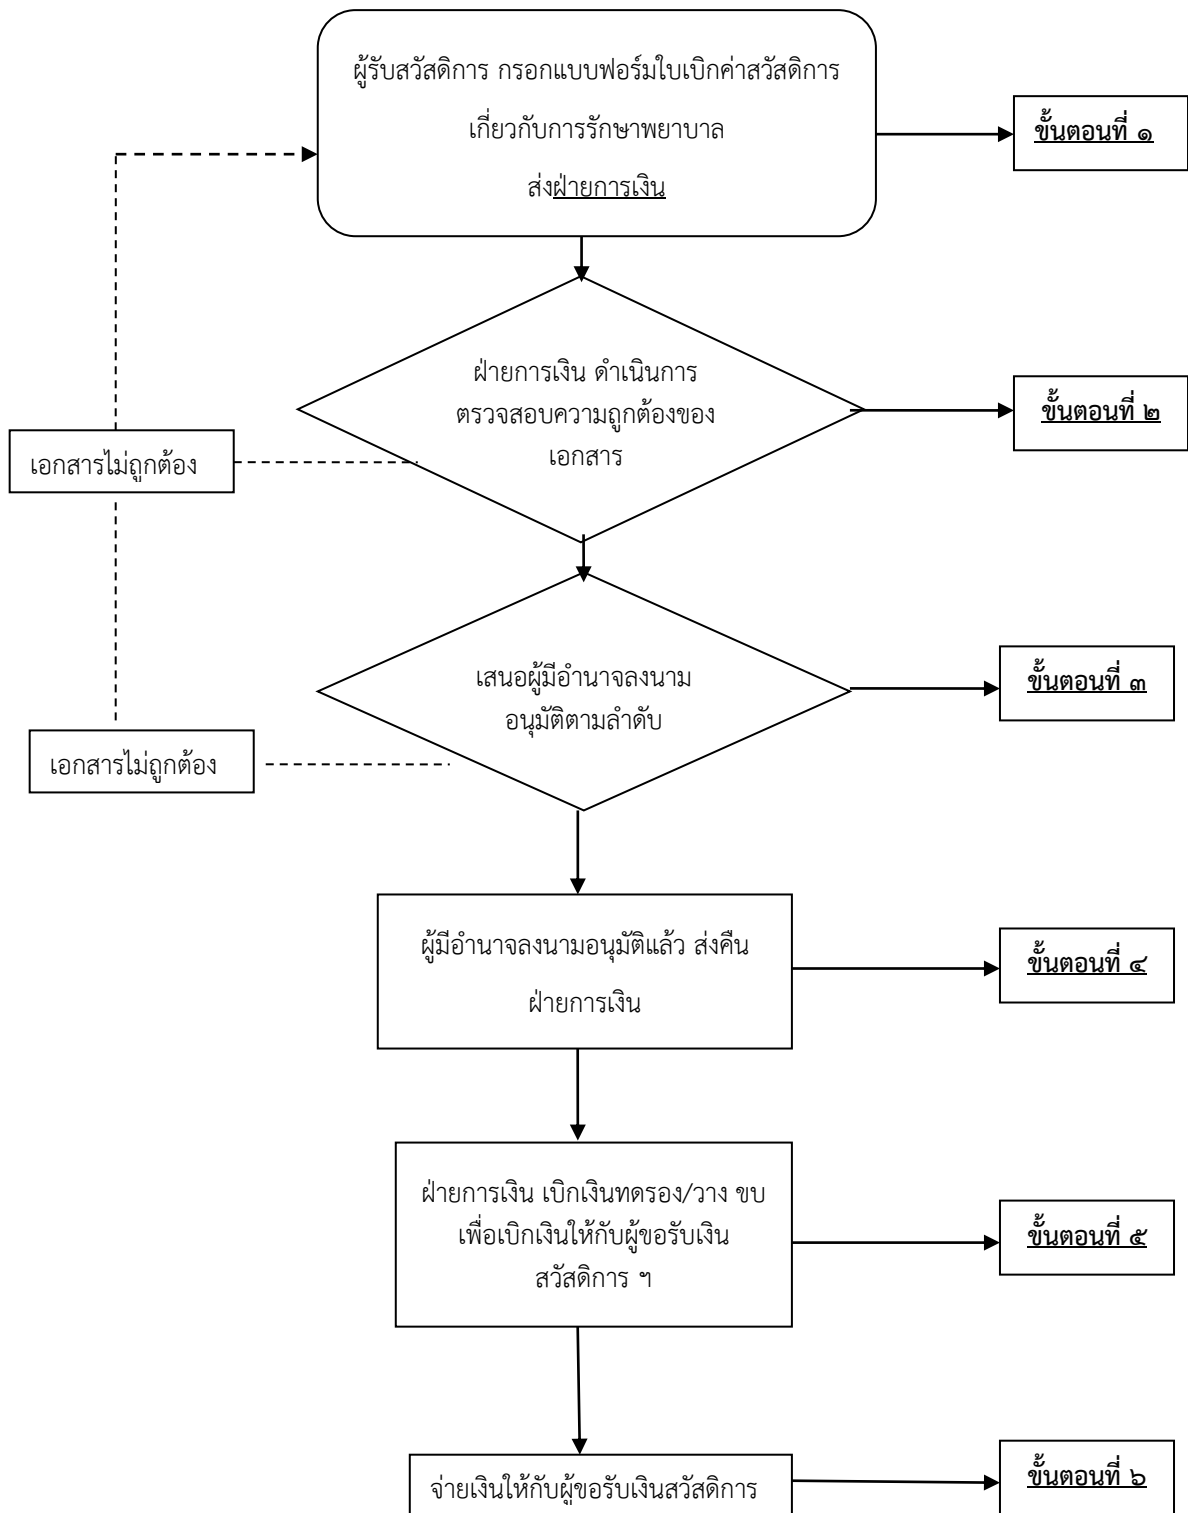 ผู้รับสวัสดิการ กรอกแบบฟอร์มใบเบิกค่าสวัสดิการ
เกี่ยวกับการรักษาพยาบาล
ส่งฝ่ายการเงิน
ขั้นตอนที่ ๑
ฝ่ายการเงิน ดำเนินการ
ตรวจสอบความถูกต้องของ
เอกสาร
ขั้นตอนที่ ๒
เอกสารไม่ถูกต้อง
เสนอผู้มีอำนาจลงนาม
อนุมัติตามลำดับ
ขั้นตอนที่ ๓
เอกสารไม่ถูกต้อง
ผู้มีอำนาจลงนามอนุมัติแล้ว ส่งคืน
ฝ่ายการเงิน
ขั้นตอนที่ ๔
ฝ่ายการเงิน เบิกเงินทดรอง/วาง ขบ
เพื่อเบิกเงินให้กับผู้ขอรับเงิน
สวัสดิการ ฯ
ขั้นตอนที่ ๕
จ่ายเงินให้กับผู้ขอรับเงินสวัสดิการ
ขั้นตอนที่ ๖